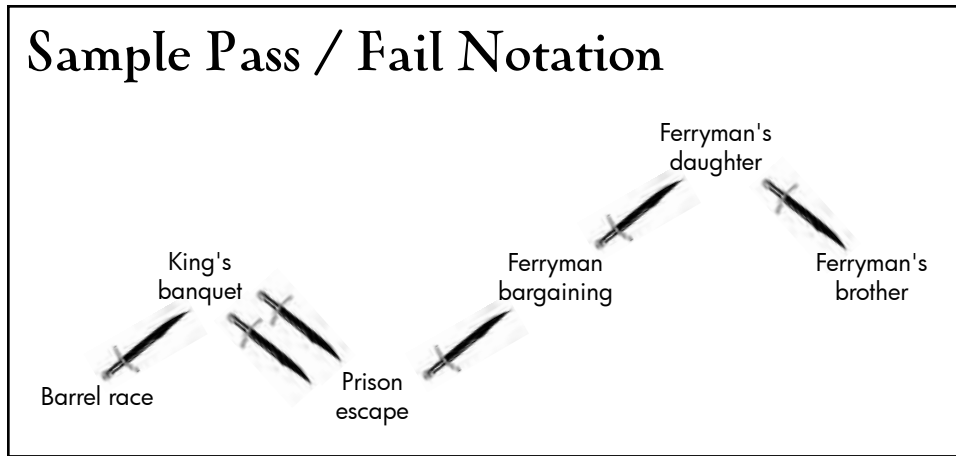 Sample Pass / Fail Notation
Ferryman's
daughter
King's
banquet
Ferryman
bargaining
Ferryman's
brother
Barrel race
Prison
escape